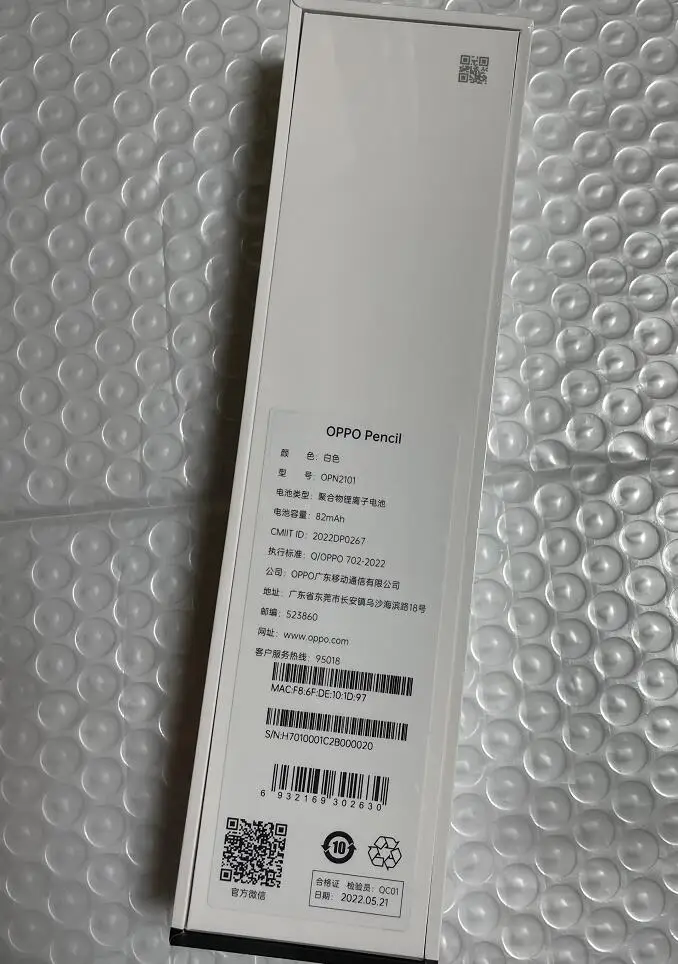 OPPO Pencil
颜 色：白色
型 号：OPN2101
电池类型：聚合物锂离子电池
电池容量：82mAh
CMIIT ID：2022DP0267
执行标准：Q/OPPO 702-2022
公司：OPPO广东移动通信有限公司
地址：广东省东莞市长安镇乌沙海滨路18号
邮编：523860
网址：www.oppo.com
客户服务热线：95018
MAC:F8:6F:DE:10:1D:97
S/N:H7010001C2B000020
6 932169 302630
10
官方微信
合格证 检验员：QC01
日期：2022.05.21